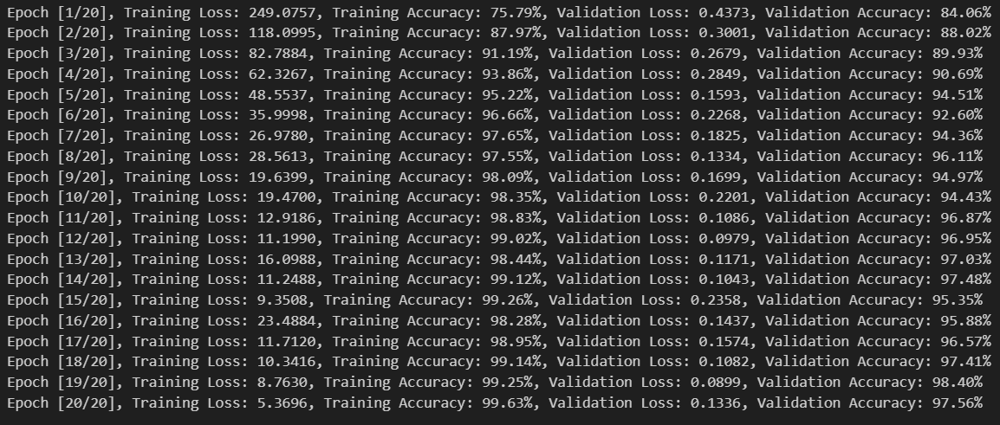 Epoch [1/20], Training Loss: 249.0757, Training Accuracy: 75.79%, Validation Loss: 0.4373, Validation Accuracy: 84.06%
Epoch [2/20], Training Loss: 118.0995, Training Accuracy: 87.97%, Validation Loss: 0.3001, Validation Accuracy: 88.02%
Epoch [3/20], Training Loss: 82.7884, Training Accuracy: 91.19%, Validation Loss: 0.2679, Validation Accuracy: 89.93%
Epoch [4/20], Training Loss: 62.3267, Training Accuracy: 93.86%, Validation Loss: 0.2849, Validation Accuracy: 90.69%
Epoch [5/20], Training Loss: 48.5537, Training Accuracy: 95.22%, Validation Loss: 0.1593, Validation Accuracy: 94.51%
Epoch [6/20], Training Loss: 35.9998, Training Accuracy: 96.66%, Validation Loss: 0.2268, Validation Accuracy: 92.60%
Epoch [7/20], Training Loss: 26.9780, Training Accuracy: 97.65%, Validation Loss: 0.1825, Validation Accuracy: 94.36%
Epoch [8/20], Training Loss: 28.5613, Training Accuracy: 97.55%, Validation Loss: 0.1334, Validation Accuracy: 96.11%
Epoch [9/20], Training Loss: 19.6399, Training Accuracy: 98.09%, Validation Loss: 0.1699, Validation Accuracy: 94.97%
Epoch [10/20], Training Loss: 19.4700, Training Accuracy: 98.35%, Validation Loss: 0.2201, Validation Accuracy: 94.43%
Epoch [11/20], Training Loss: 12.9186, Training Accuracy: 98.83%, Validation Loss: 0.1086, Validation Accuracy: 96.87%
Epoch [12/20], Training Loss: 11.1990, Training Accuracy: 99.02%, Validation Loss: 0.0979, Validation Accuracy: 96.95%
Epoch [13/20], Training Loss: 16.0988, Training Accuracy: 98.44%, Validation Loss: 0.1171, Validation Accuracy: 97.03%
Epoch [14/20], Training Loss: 11.2488, Training Accuracy: 99.12%, Validation Loss: 0.1043, Validation Accuracy: 97.48%
Epoch [15/20], Training Loss: 9.3508, Training Accuracy: 99.26%, Validation Loss: 0.2358, Validation Accuracy: 95.35%
Epoch [16/20], Training Loss: 23.4884, Training Accuracy: 98.28%, Validation Loss: 0.1437, Validation Accuracy: 95.88%
Epoch [17/20], Training Loss: 11.7120, Training Accuracy: 98.95%, Validation Loss: 0.1574, Validation Accuracy: 96.57%
Epoch [18/20], Training Loss: 10.3416, Training Accuracy: 99.14%, Validation Loss: 0.1082, Validation Accuracy: 97.41%
Epoch [19/20], Training Loss: 8.7630, Training Accuracy: 99.25%, Validation Loss: 0.0899, Validation Accuracy: 98.40%
Epoch [20/20], Training Loss: 5.3696, Training Accuracy: 99.63%, Validation Loss: 0.1336, Validation Accuracy: 97.56%